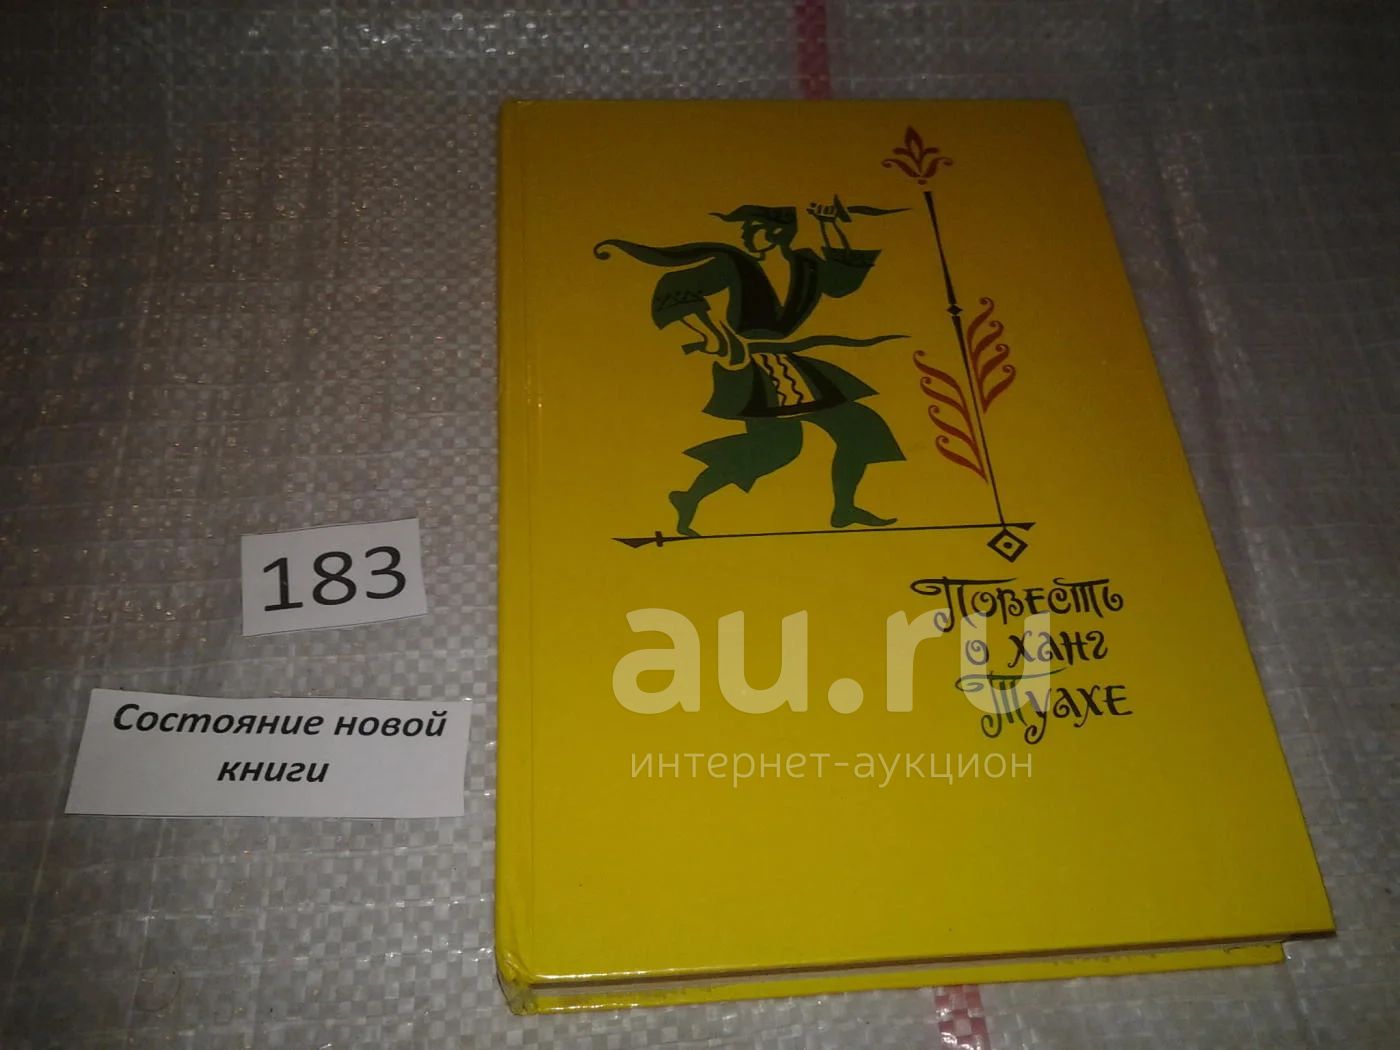 183
Состояние новой
книги
Повесть
о ханг
Туахе
au.ru
интернет-аукцион